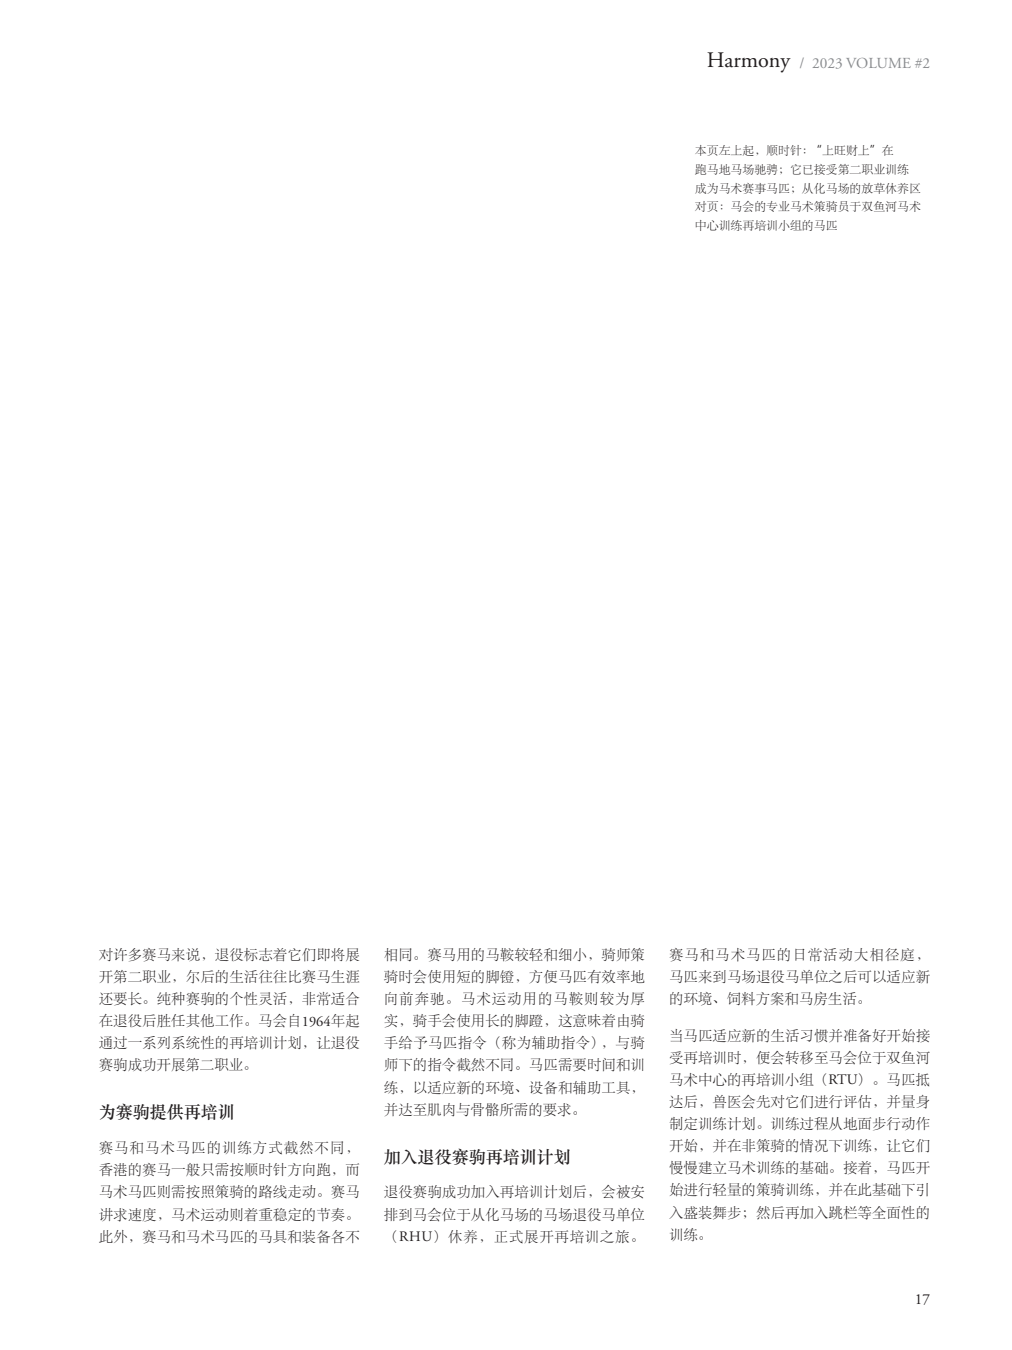 Harmony / 2023 VOLUME #2
本页左上起，顺时针：“上旺财上”在
跑马地马场驰骋；它已接受第二职业训练
成为马术赛事马匹；从化马场的放草休养区
对页：马会的专业马术策骑员于双鱼河马术
中心训练再培训小组的马匹
对许多赛马来说，退役标志着它们即将展
开第二职业，尔后的生活往往比赛马生涯
还要长。纯种赛驹的个性灵活，非常适合
在退役后胜任其他工作。马会自1964年起
通过一系列系统性的再培训计划，让退役
赛驹成功开展第二职业。
为赛驹提供再培训
赛马和马术马匹的训练方式截然不同，
香港的赛马一般只需按顺时针方向跑，而
马术马匹则需按照策骑的路线走动。赛马
讲求速度，马术运动则着重稳定的节奏。
此外，赛马和马术马匹的马具和装备各不
相同。赛马用的马鞍较轻和细小，骑师策
骑时会使用短的脚镫，方便马匹有效率地
向前奔驰。马术运动用的马鞍则较为厚
实，骑手会使用长的脚蹬，这意味着由骑
手给予马匹指令（称为辅助指令），与骑
师下的指令截然不同。马匹需要时间和训
练，以适应新的环境、设备和辅助工具，
并达至肌肉与骨骼所需的要求。
加入退役赛驹再培训计划
退役赛驹成功加入再培训计划后，会被安
排到马会位于从化马场的马场退役马单位
（RHU）休养，正式展开再培训之旅。
赛马和马术马匹的日常活动大相径庭，
马匹来到马场退役马单位之后可以适应新
的环境、饲料方案和马房生活。
当马匹适应新的生活习惯并准备好开始接
受再培训时，便会转移至马会位于双鱼河
马术中心的再培训小组（RTU）。马匹抵
达后，兽医会先对它们进行评估，并量身
制定训练计划。训练过程从地面步行动作
开始，并在非策骑的情况下训练，让它们
慢慢建立马术训练的基础。接着，马匹开
始进行轻量的策骑训练，并在此基础下引
入盛装舞步；然后再加入跳栏等全面性的
训练。
17